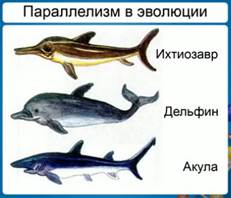 Параллелизм в эволюции
Ихтиозавр
Дельфин
Акула